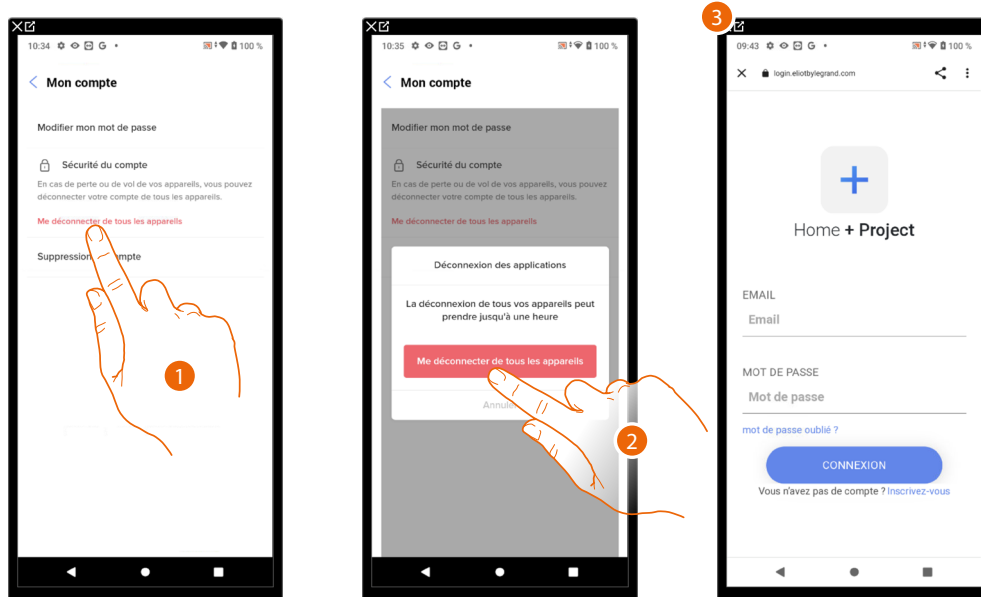 10:34 G • 100 %
Mon compte
Modifier mon mot de passe
Sécurité du compte
En cas de perte ou de vol de vos appareils, vous pouvez
déconnecter votre compte de tous les appareils.
Me déconnecter de tous les appareils
Suppression mpte
1
10:35 G • 100 %
Mon compte
Modifier mon mot de passe
Sécurité du compte
En cas de perte ou de vol de vos appareils, vous pouvez
déconnecter votre compte de tous les appareils.
Me déconnecter de tous les appareils
Déconnexion des applications
La déconnexion de tous vos appareils peut
prendre jusqu'à une heure
Me déconnecter de tous les appareils
Annuler
2
3
09:43 G • 100 %
login.eliotbylegrand.com
Home + Project
EMAIL
Email
MOT DE PASSE
Mot de passe
mot de passe oublié ?
CONNEXION
Vous n'avez pas de compte ? Inscrivez-vous